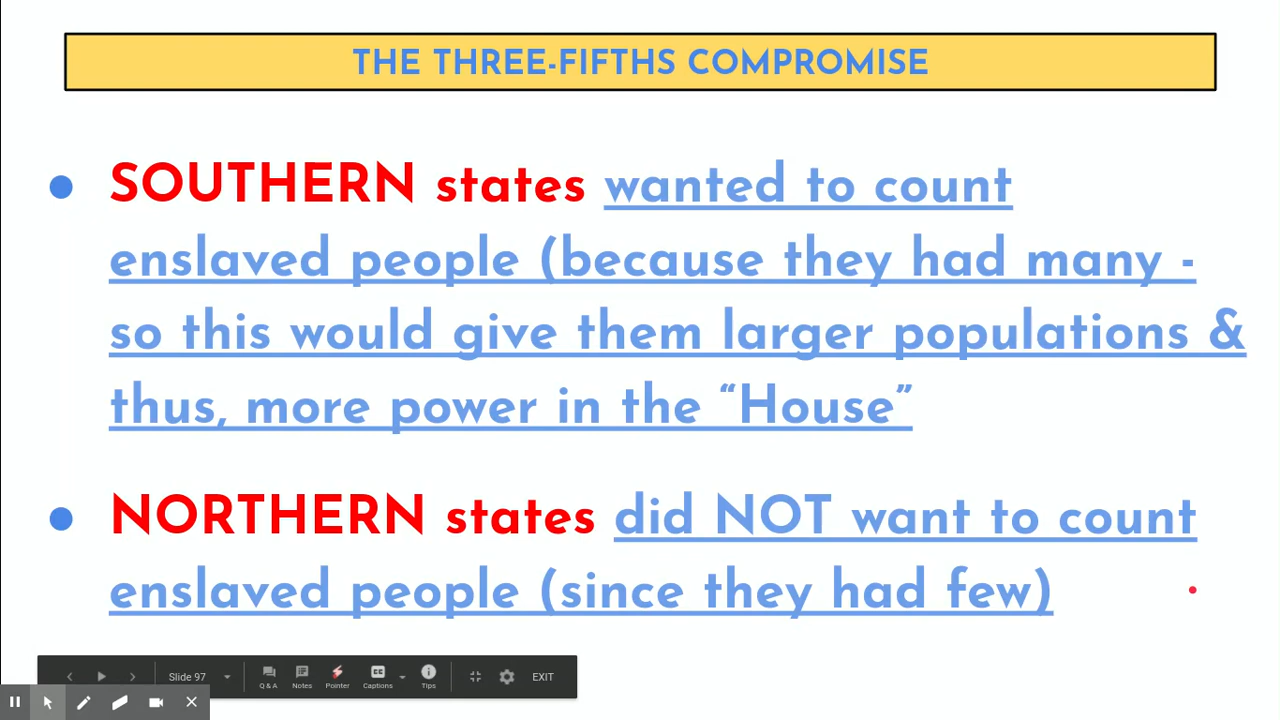 THE THREE-FIFTHS COMPROMISE
● SOUTHERN states wanted to count
enslaved people (because they had many -
so this would give them larger populations &
thus, more power in the “House”
● NORTHERN states did NOT want to count
enslaved people (since they had few)
Slide 97
Q & A Notes Pointer Captions Tips EXIT